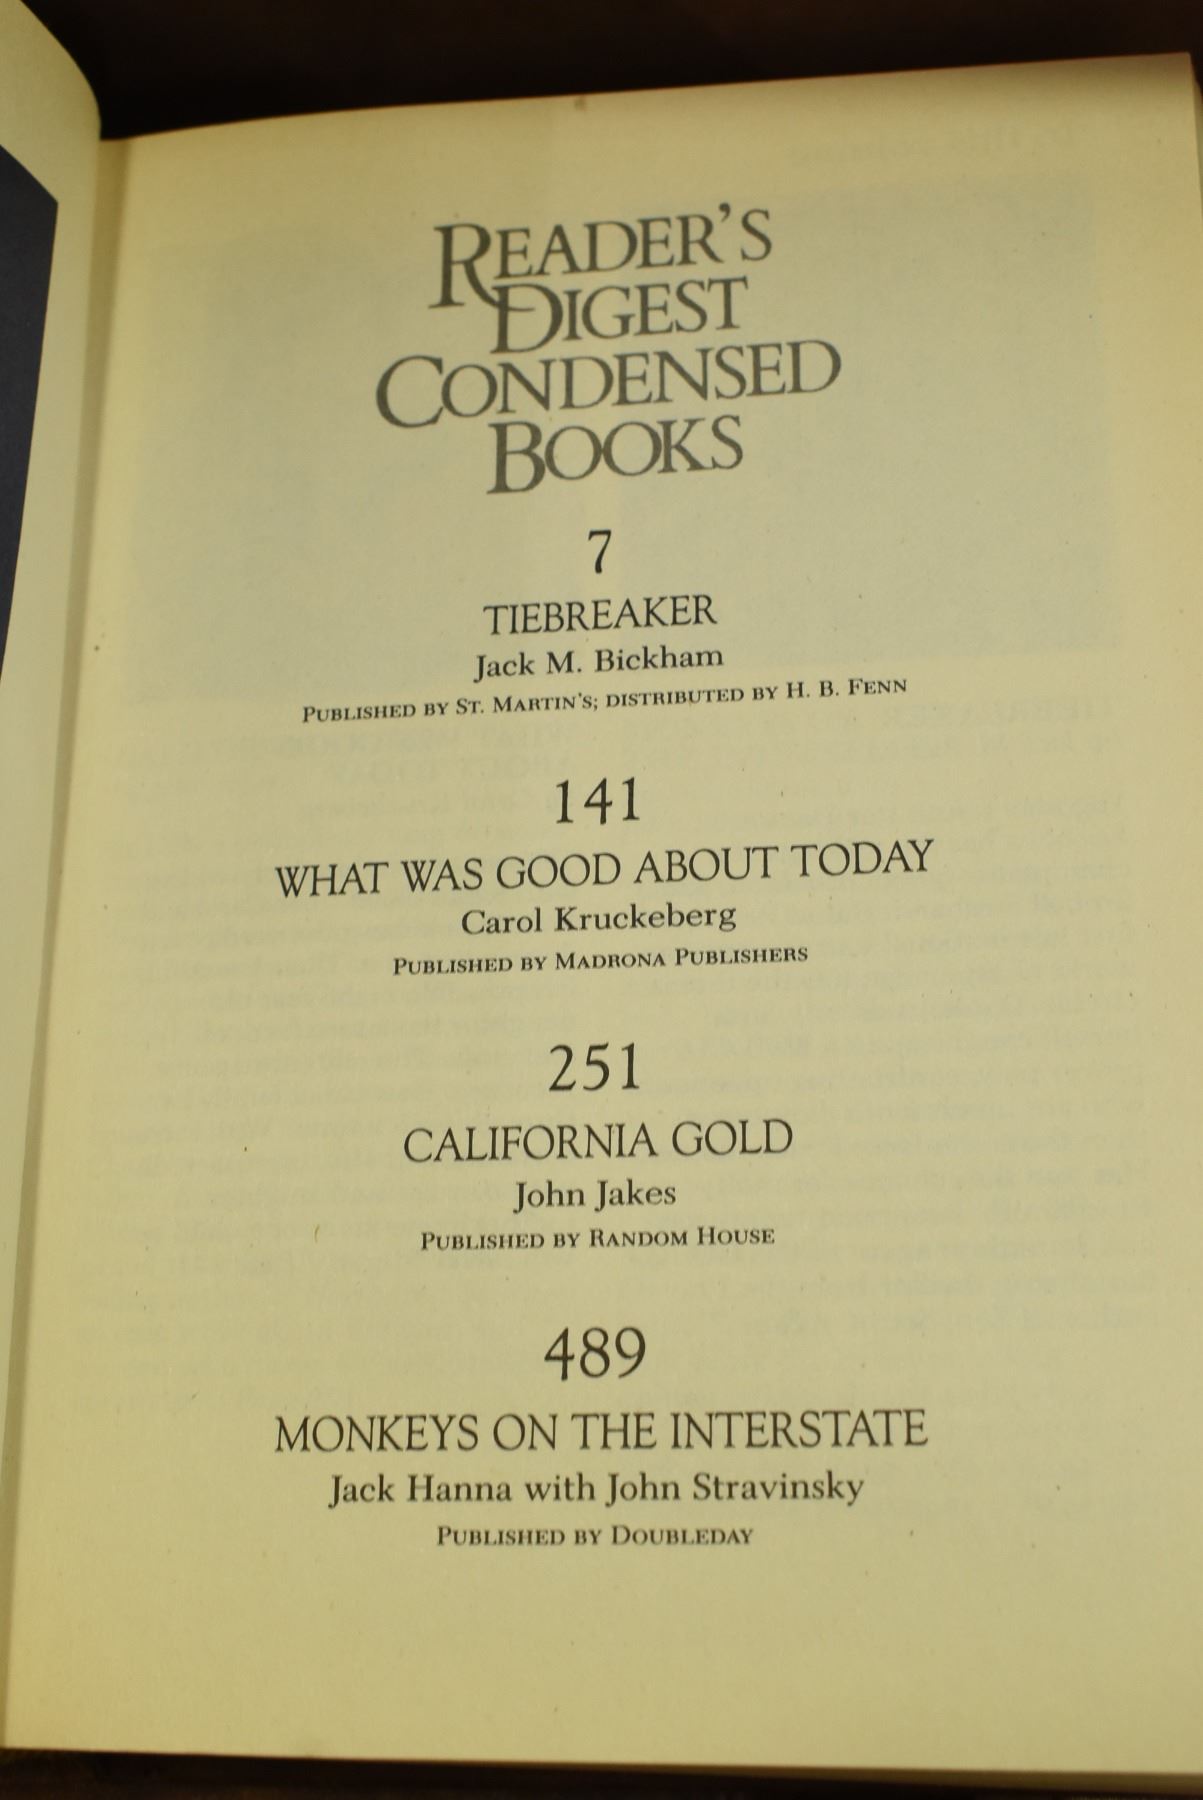 READER'S
DIGEST
CONDENSED
BOOKS
7
TIEBREAKER
Jack M. Bickham
PUBLISHED BY ST. MARTIN'S; DISTRIBUTED BY H. B. FENN
141
WHAT WAS GOOD ABOUT TODAY
Carol Kruckeberg
PUBLISHED BY MADRONA PUBLISHERS
251
CALIFORNIA GOLD
John Jakes
PUBLISHED BY RANDOM HOUSE
489
MONKEYS ON THE INTERSTATE
Jack Hanna with John Stravinsky
PUBLISHED BY DOUBLEDAY